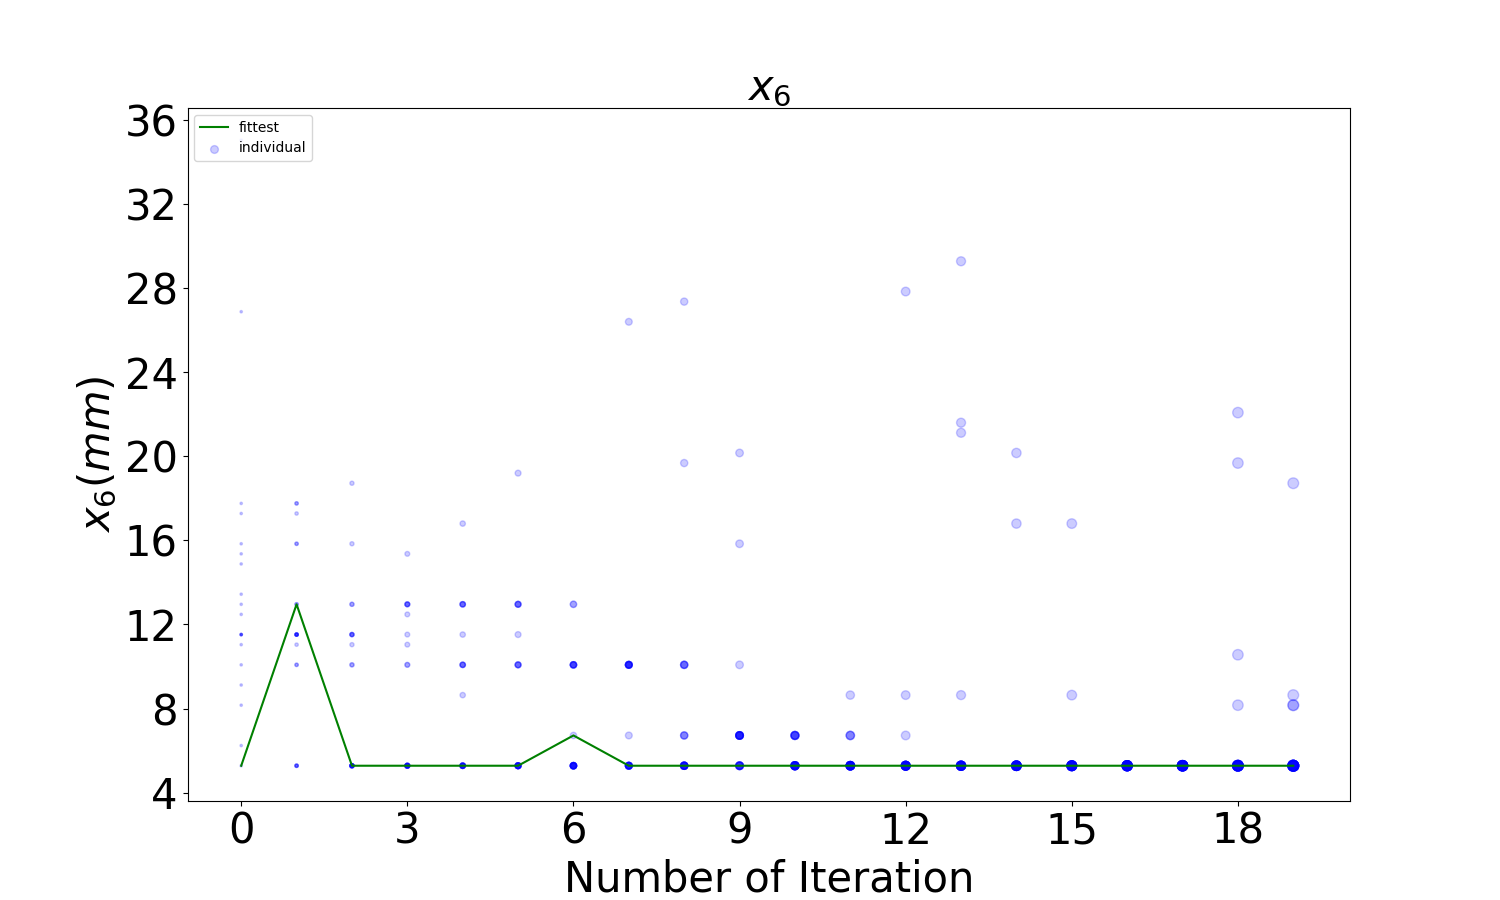 x₆
fittest
individual
36
32
28
24
20
16
12
8
4
x₆(mm)
0 3 6 9 12 15 18
Number of Iteration